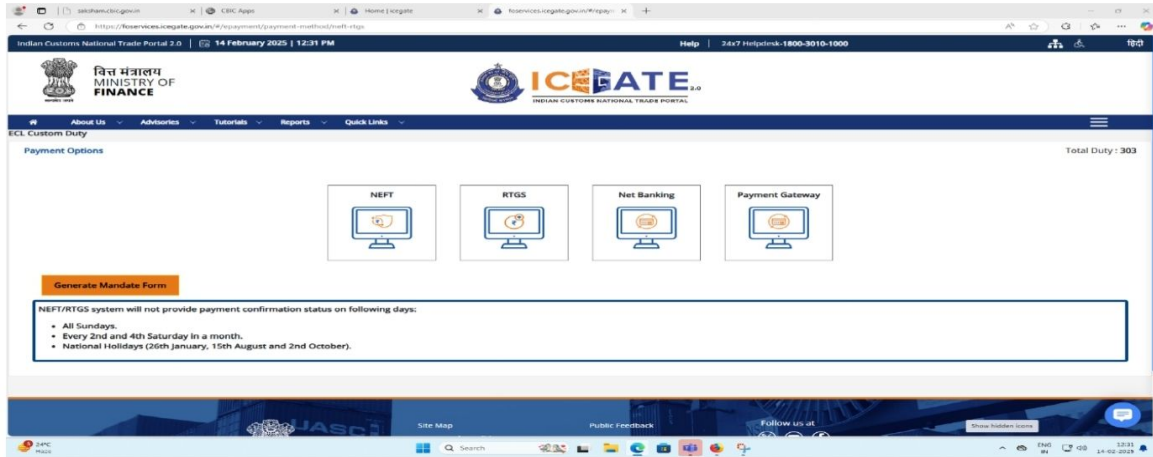 saksham.cbic.gov.in
CBIC Apps
Home | icegate
foservices.icegate.gov.in/#/epay
https://foservices.icegate.gov.in/#/epayment/payment-method/neft-rtgs
Indian Customs National Trade Portal 2.0 | 14 February 2025 | 12:31 PM
Help | 24x7 Helpdesk-1800-3010-1000
हिंदी
वित्त मंत्रालय
MINISTRY OF
FINANCE
ICEGATE 2.0
INDIAN CUSTOMS NATIONAL TRADE PORTAL
About Us Advisories Tutorials Reports Quick Links
ECL Custom Duty
Payment Options
Total Duty : 303
NEFT RTGS Net Banking Payment Gateway
Generate Mandate Form
NEFT/RTGS system will not provide payment confirmation status on following days:
• All Sundays.
• Every 2nd and 4th Saturday in a month.
• National Holidays (26th January, 15th August and 2nd October).
Site Map
Public Feedback
Follow us at
Show hidden icons
24°C
Haze
Search
ENG
IN
12:31
14-02-2025